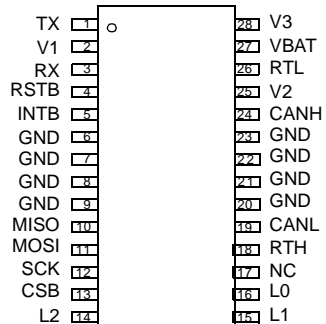 TX 1 28 V3
V1 2 27 VBAT
RX 3 26 RTL
RSTB 4 25 V2
INTB 5 24 CANH
GND 6 23 GND
GND 7 22 GND
GND 8 21 GND
GND 9 20 GND
MISO 10 19 CANL
MOSI 11 18 RTH
SCK 12 17 NC
CSB 13 16 L0
L2 14 15 L1